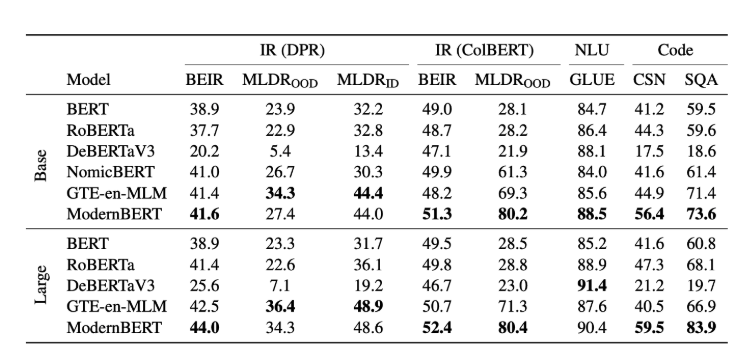 IR (DPR) IR (ColBERT) NLU Code
Model BEIR MLDR_OOD MLDR_ID BEIR MLDR_OOD GLUE CSN SQA
Base
BERT 38.9 23.9 32.2 49.0 28.1 84.7 41.2 59.5
RoBERTa 37.7 22.9 32.8 48.7 28.2 86.4 44.3 59.6
DeBERTaV3 20.2 5.4 13.4 47.1 21.9 88.1 17.5 18.6
NomicBERT 41.0 26.7 30.3 49.9 61.3 84.0 41.6 61.4
GTE-en-MLM 41.4 34.3 44.4 48.2 69.3 85.6 44.9 71.4
ModernBERT 41.6 27.4 44.0 51.3 80.2 88.5 56.4 73.6
Large
BERT 38.9 23.3 31.7 49.5 28.5 85.2 41.6 60.8
RoBERTa 41.4 22.6 36.1 49.8 28.8 88.9 47.3 68.1
DeBERTaV3 25.6 7.1 19.2 46.7 23.0 91.4 21.2 19.7
GTE-en-MLM 42.5 36.4 48.9 50.7 71.3 87.6 40.5 66.9
ModernBERT 44.0 34.3 48.6 52.4 80.4 90.4 59.5 83.9